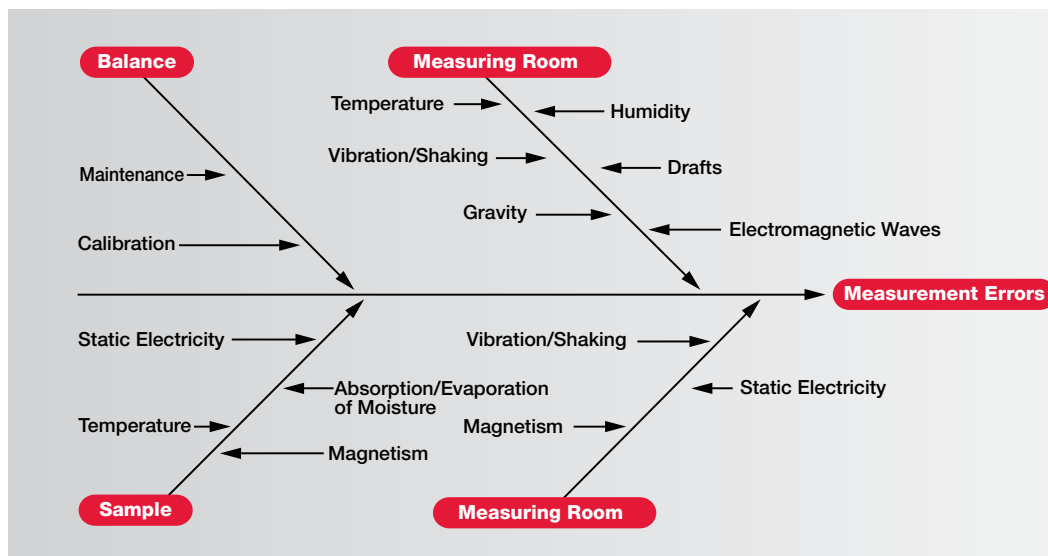 Balance
Measuring Room
Temperature
Humidity
Vibration/Shaking
Drafts
Maintenance
Gravity
Electromagnetic Waves
Calibration
Measurement Errors
Static Electricity
Vibration/Shaking
Absorption/Evaporation
of Moisture
Static Electricity
Temperature
Magnetism
Magnetism
Sample
Measuring Room